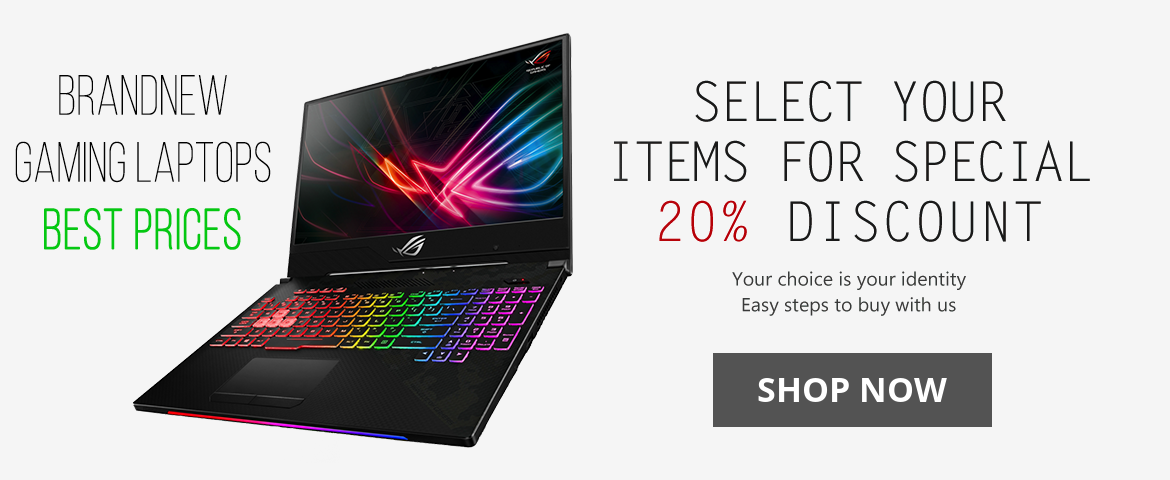 BRANDNEW
GAMING LAPTOPS
BEST PRICES
SELECT YOUR
ITEMS FOR SPECIAL
20% DISCOUNT
Your choice is your identity
Easy steps to buy with us
SHOP NOW